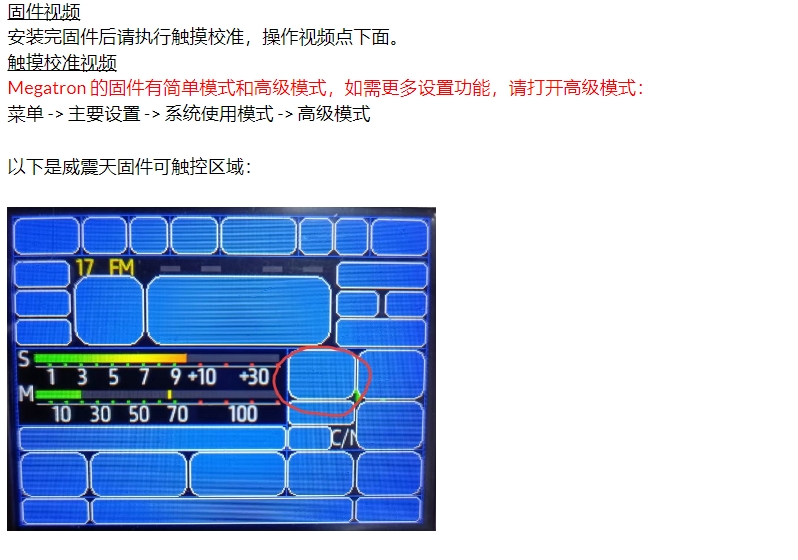 固件视频
安装完固件后请执行触摸校准，操作视频点下面。
触摸校准视频
Megatron 的固件有简单模式和高级模式，如需更多设置功能，请打开高级模式：
菜单 -> 主要设置 -> 系统使用模式 -> 高级模式
以下是威震天固件可触控区域：
17 FM
S
1 3 5 7 9 +10 +30
M
10 30 50 70 100
C/N